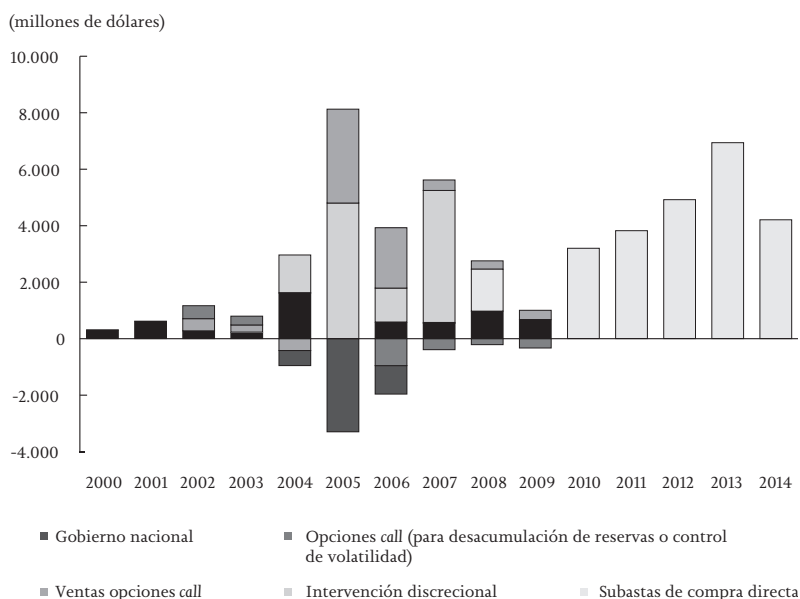 (millones de dólares)
10.000
8.000
6.000
4.000
2.000
0
-2.000
-4.000
2000 2001 2002 2003 2004 2005 2006 2007 2008 2009 2010 2011 2012 2013 2014
Gobierno nacional
Opciones call (para desacumulación de reservas o control
de volatilidad)
Ventas opciones call
Intervención discrecional
Subastas de compra directa